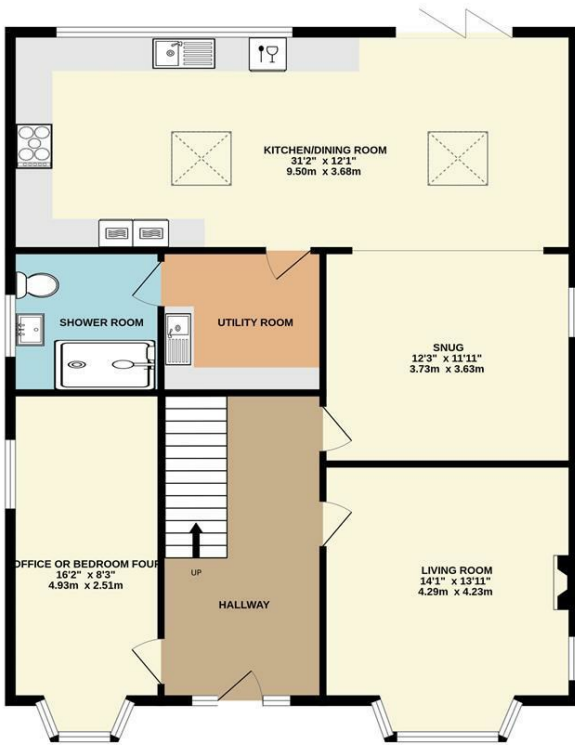 KITCHEN/DINING ROOM
31'2" x 12'1"
9.50m x 3.68m
SHOWER ROOM
UTILITY ROOM
SNUG
12'3" x 11'11"
3.73m x 3.63m
OFFICE OR BEDROOM FOUR
16'2" x 8'3"
4.93m x 2.51m
UP
HALLWAY
LIVING ROOM
14'1" x 13'11"
4.29m x 4.23m